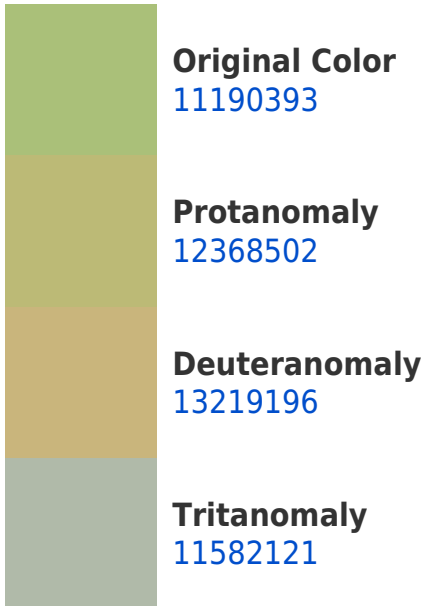 Original Color
11190393
Protanomaly
12368502
Deuteranomaly
13219196
Tritanomaly
11582121